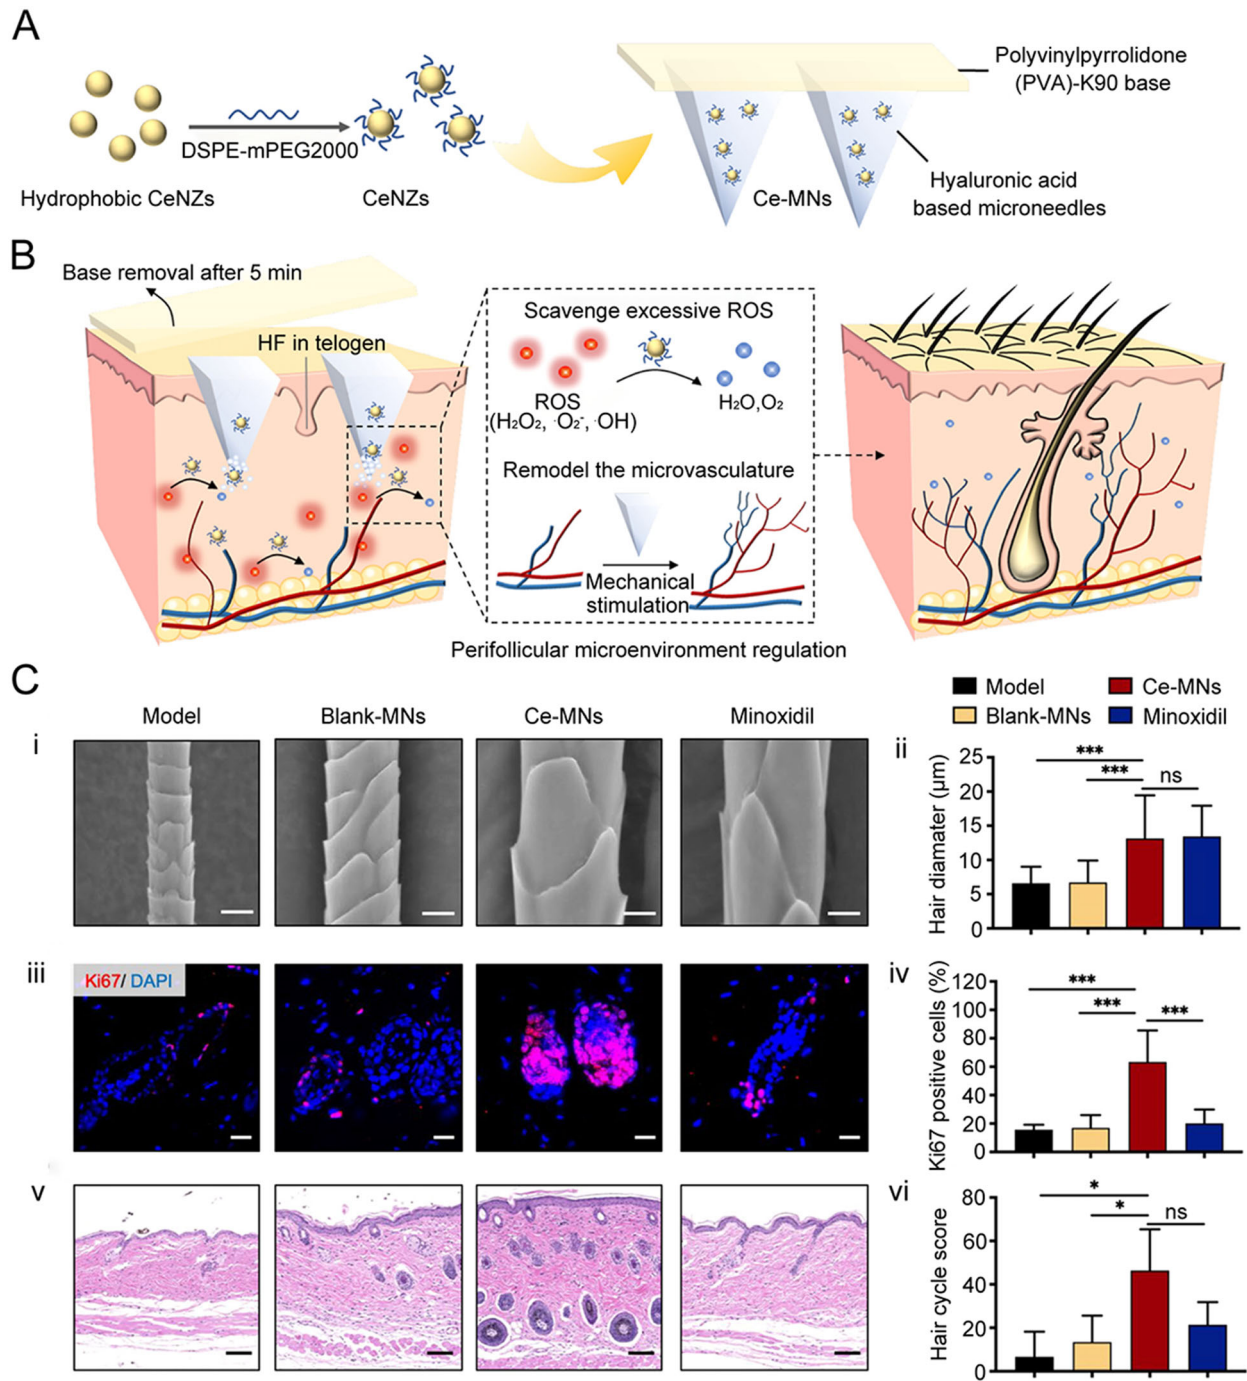 A
Polyvinylpyrrolidone
(PVA)-K90 base
DSPE-mPEG2000
Hydrophobic CeNZs
CeNZs
Ce-MNs
Hyaluronic acid
based microneedles
B
Base removal after 5 min
HF in telogen
Scavenge excessive ROS
ROS
(H₂O₂, ·O₂⁻, ·OH)
H₂O,O₂
Remodel the microvasculature
Mechanical
stimulation
Perifollicular microenvironment regulation
C
Model
Ce-MNs
Blank-MNs
Minoxidil
Model
Blank-MNs
Ce-MNs
Minoxidil
i
ii
Hair diamater (μm)
25
20
15
10
5
0
***
***
ns
iii
Ki67/ DAPI
iv
Ki67 positive cells (%)
120
100
80
60
40
20
0
***
***
***
v
vi
Hair cycle score
80
60
40
20
0
*
*
ns